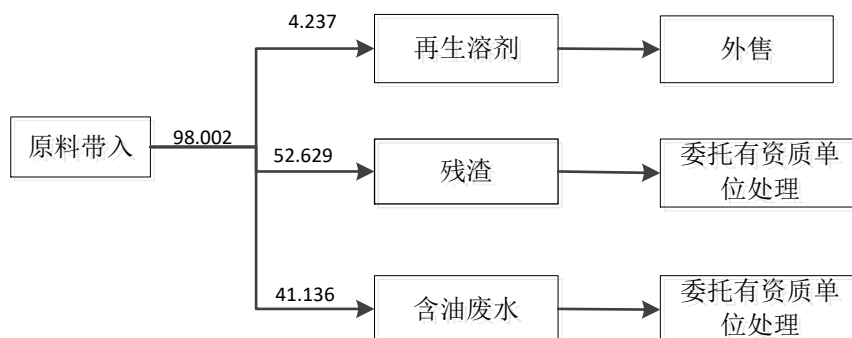 4.237
再生溶剂
外售
原料带入
98.002
52.629
残渣
委托有资质单
位处理
41.136
含油废水
委托有资质单
位处理